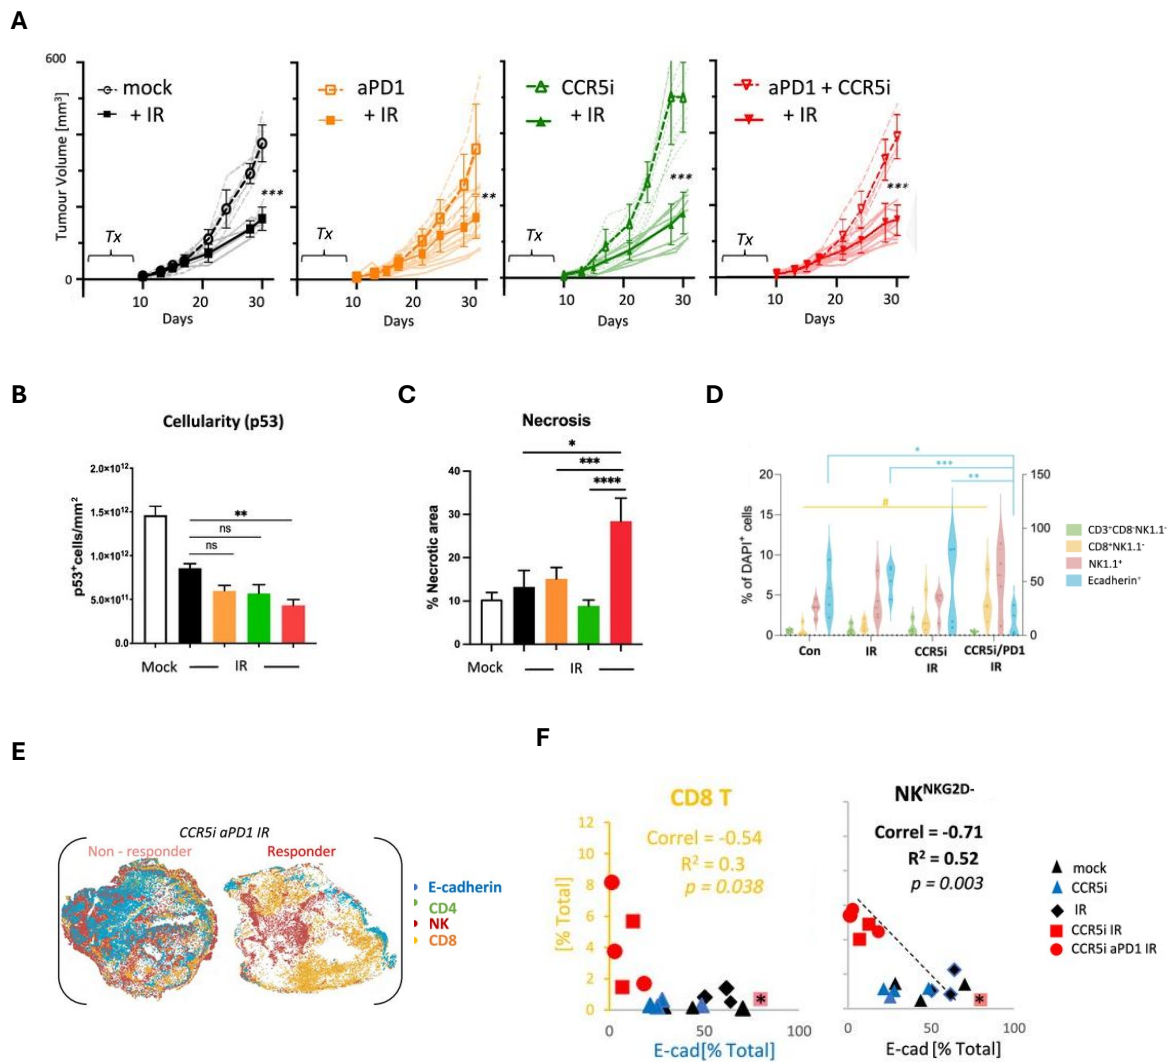 A
600
Tumour Volume [mm³]
0
mock
+ IR
***
Tx
10 20 30
Days
aPD1
+ IR
**
Tx
10 20 30
Days
CCR5i
+ IR
***
Tx
10 20 30
Days
aPD1 + CCR5i
+ IR
***
Tx
10 20 30
Days
B
Cellularity (p53)
p53⁺cells/mm²
2.0×10¹²
1.5×10¹²
1.0×10¹²
5.0×10¹¹
0.0
**
ns
ns
Mock IR
C
Necrosis
% Necrotic area
40
30
20
10
0
*
***
****
Mock IR
D
% of DAPI⁺ cells
20
15
10
5
0
*
***
**
#
150
100
50
0
Con IR CCR5i IR CCR5i/PD1 IR
CD3⁺CD8⁻NK1.1⁻
CD8⁺NK1.1⁻
NK1.1⁺
Ecadherin⁺
E
CCR5i aPD1 IR
Non - responder Responder
E-cadherin
CD4
NK
CD8
F
CD8 T
Correl = -0.54
R² = 0.3
p = 0.038
[% Total]
12
10
8
6
4
2
0
*
0 50 100
E-cad[% Total]
NK^NKG2D-
Correl = -0.71
R² = 0.52
p = 0.003
*
0 50 100
E-cad [% Total]
mock
CCR5i
IR
CCR5i IR
CCR5i aPD1 IR